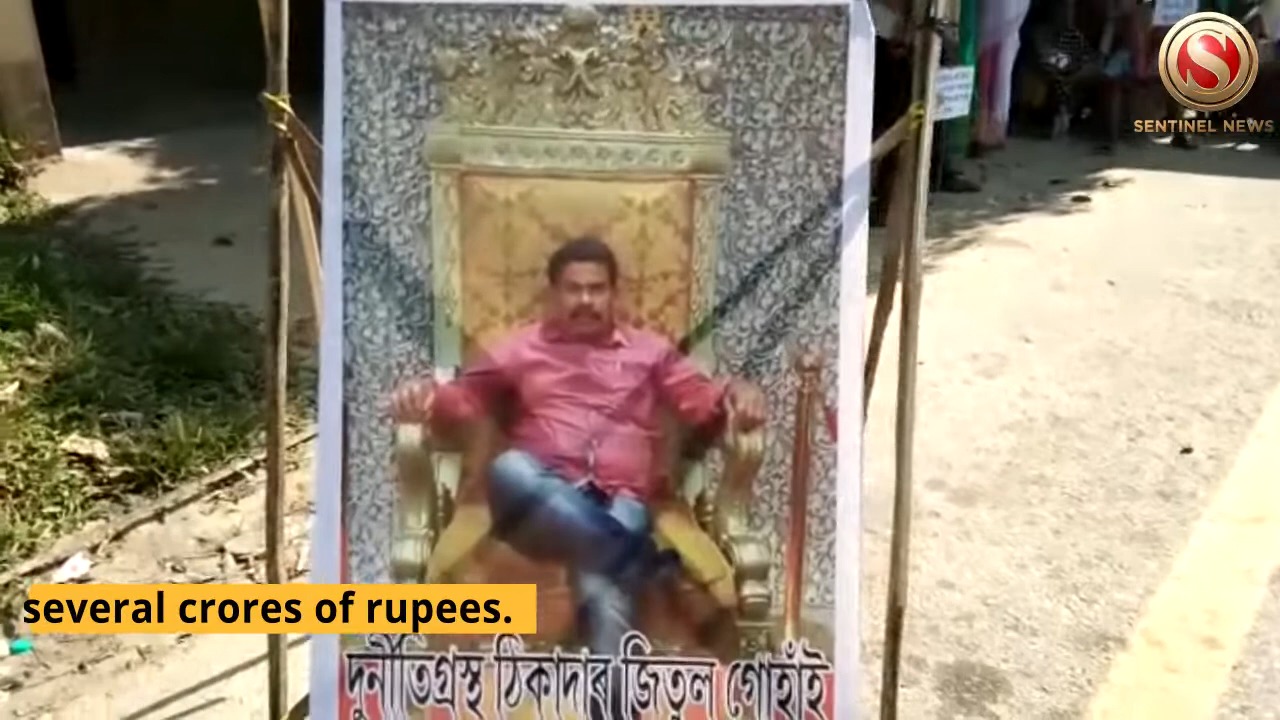 S
SENTINEL NEWS
several crores of rupees.
দুৰ্নীতিগ্ৰস্থ ঠিকাদাৰ জিতুল গোহাঁই